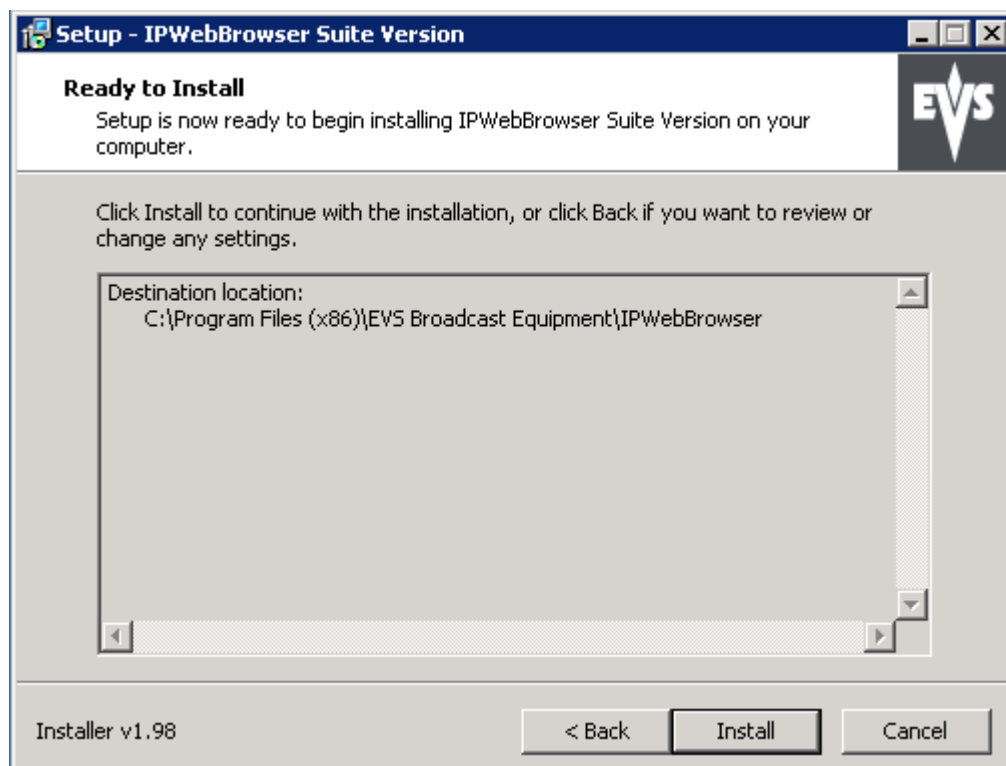 Setup - IPWebBrowser Suite Version
Ready to Install
Setup is now ready to begin installing IPWebBrowser Suite Version on your
computer.
EVS
Click Install to continue with the installation, or click Back if you want to review or
change any settings.
Destination location:
C:\Program Files (x86)\EVS Broadcast Equipment\IPWebBrowser
Installer v1.98
< Back
Install
Cancel